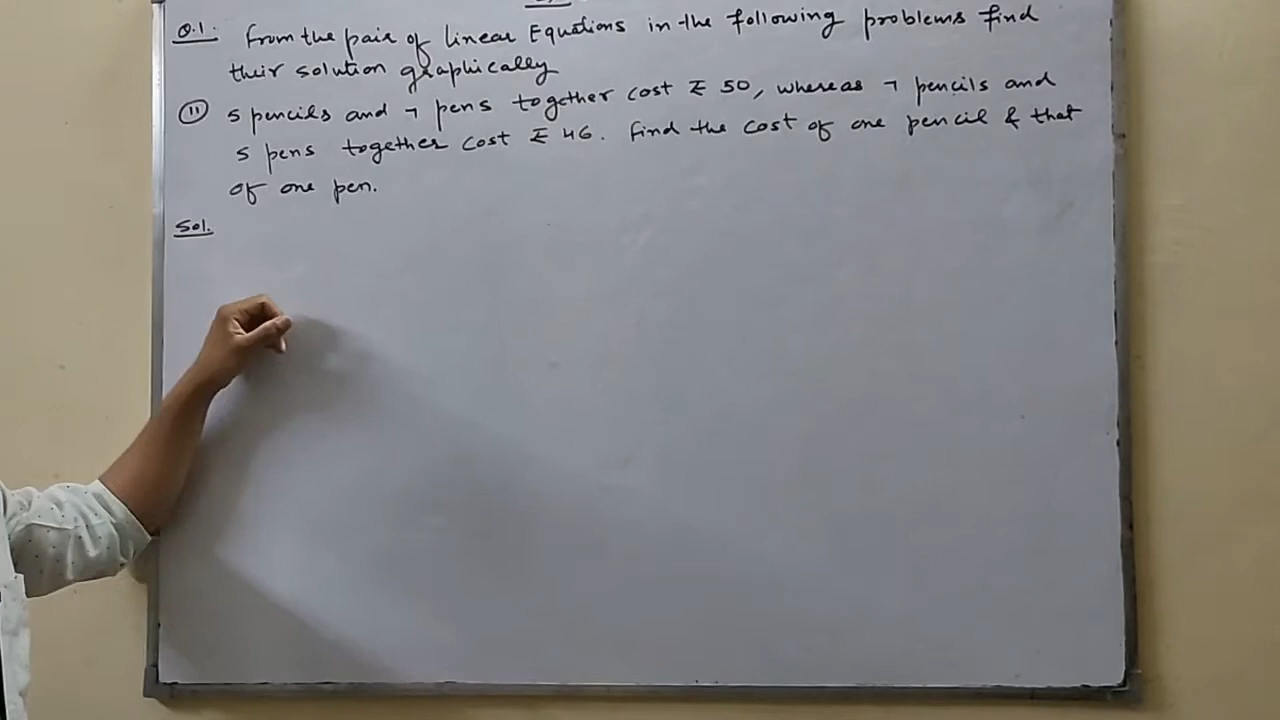 Q.1. From the pair of linear Equations in the following problems find
their solution graphically
(ii) 5 pencils and 7 pens together cost ₹ 50, whereas 7 pencils and
5 pens together cost ₹ 46. Find the cost of one pencil & that
of one pen.
Sol.